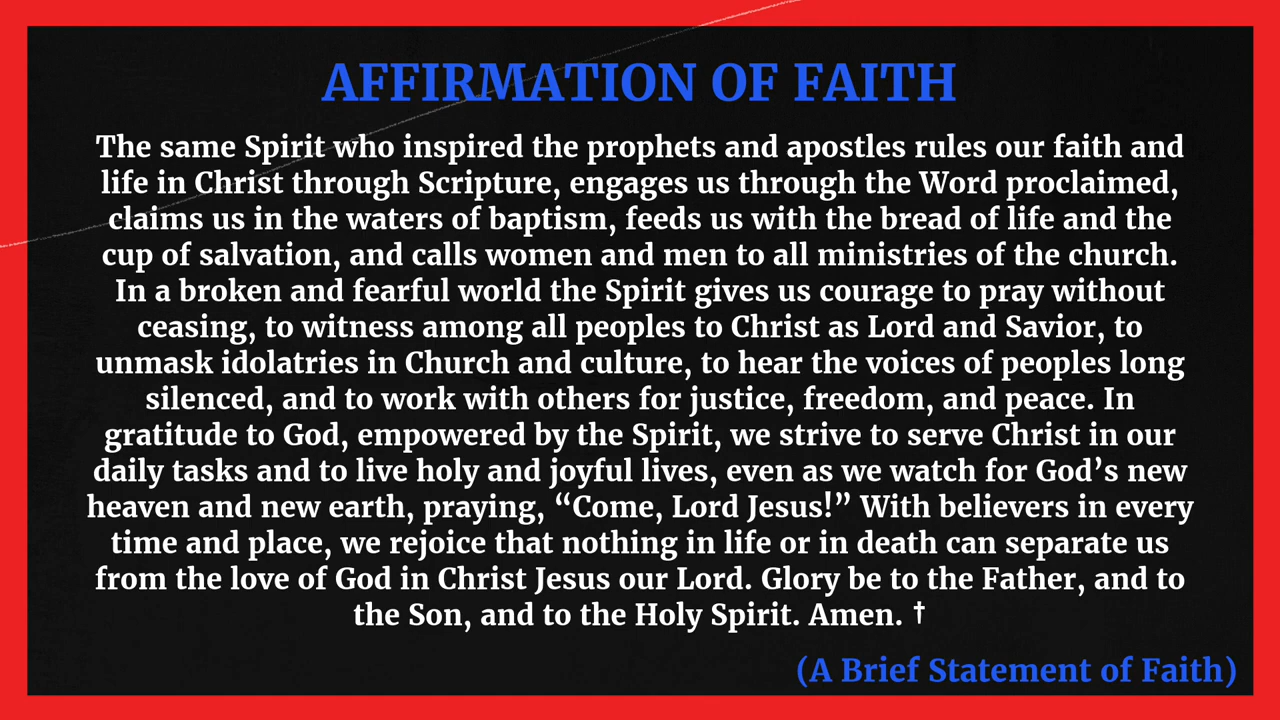 AFFIRMATION OF FAITH
The same Spirit who inspired the prophets and apostles rules our faith and
life in Christ through Scripture, engages us through the Word proclaimed,
claims us in the waters of baptism, feeds us with the bread of life and the
cup of salvation, and calls women and men to all ministries of the church.
In a broken and fearful world the Spirit gives us courage to pray without
ceasing, to witness among all peoples to Christ as Lord and Savior, to
unmask idolatries in Church and culture, to hear the voices of peoples long
silenced, and to work with others for justice, freedom, and peace. In
gratitude to God, empowered by the Spirit, we strive to serve Christ in our
daily tasks and to live holy and joyful lives, even as we watch for God’s new
heaven and new earth, praying, “Come, Lord Jesus!” With believers in every
time and place, we rejoice that nothing in life or in death can separate us
from the love of God in Christ Jesus our Lord. Glory be to the Father, and to
the Son, and to the Holy Spirit. Amen. †
(A Brief Statement of Faith)